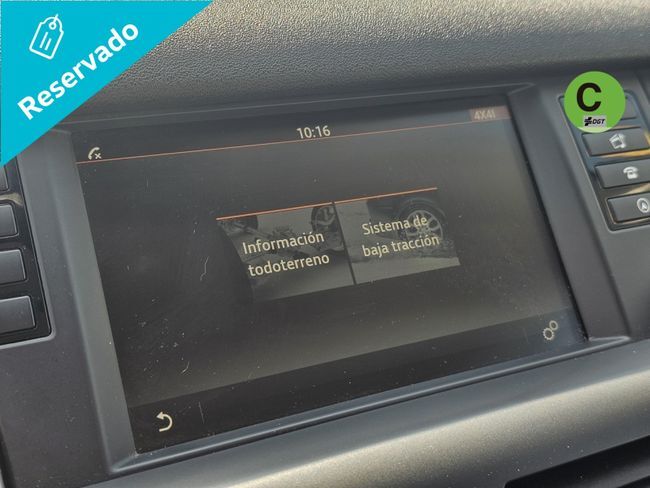 Reservado
10:16
4X4I
C
DGT
Información
todoterreno
Sistema de
baja tracción